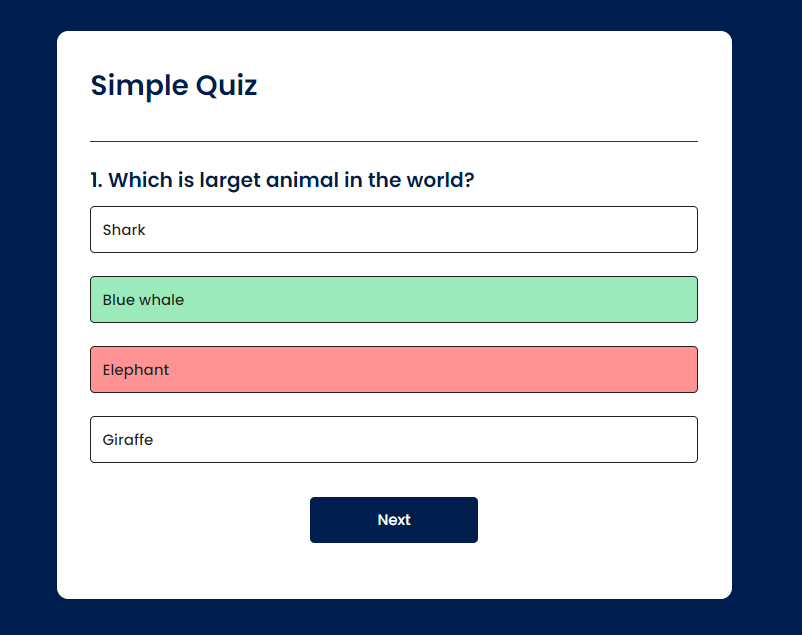 Simple Quiz
1. Which is larget animal in the world?
Shark
Blue whale
Elephant
Giraffe
Next